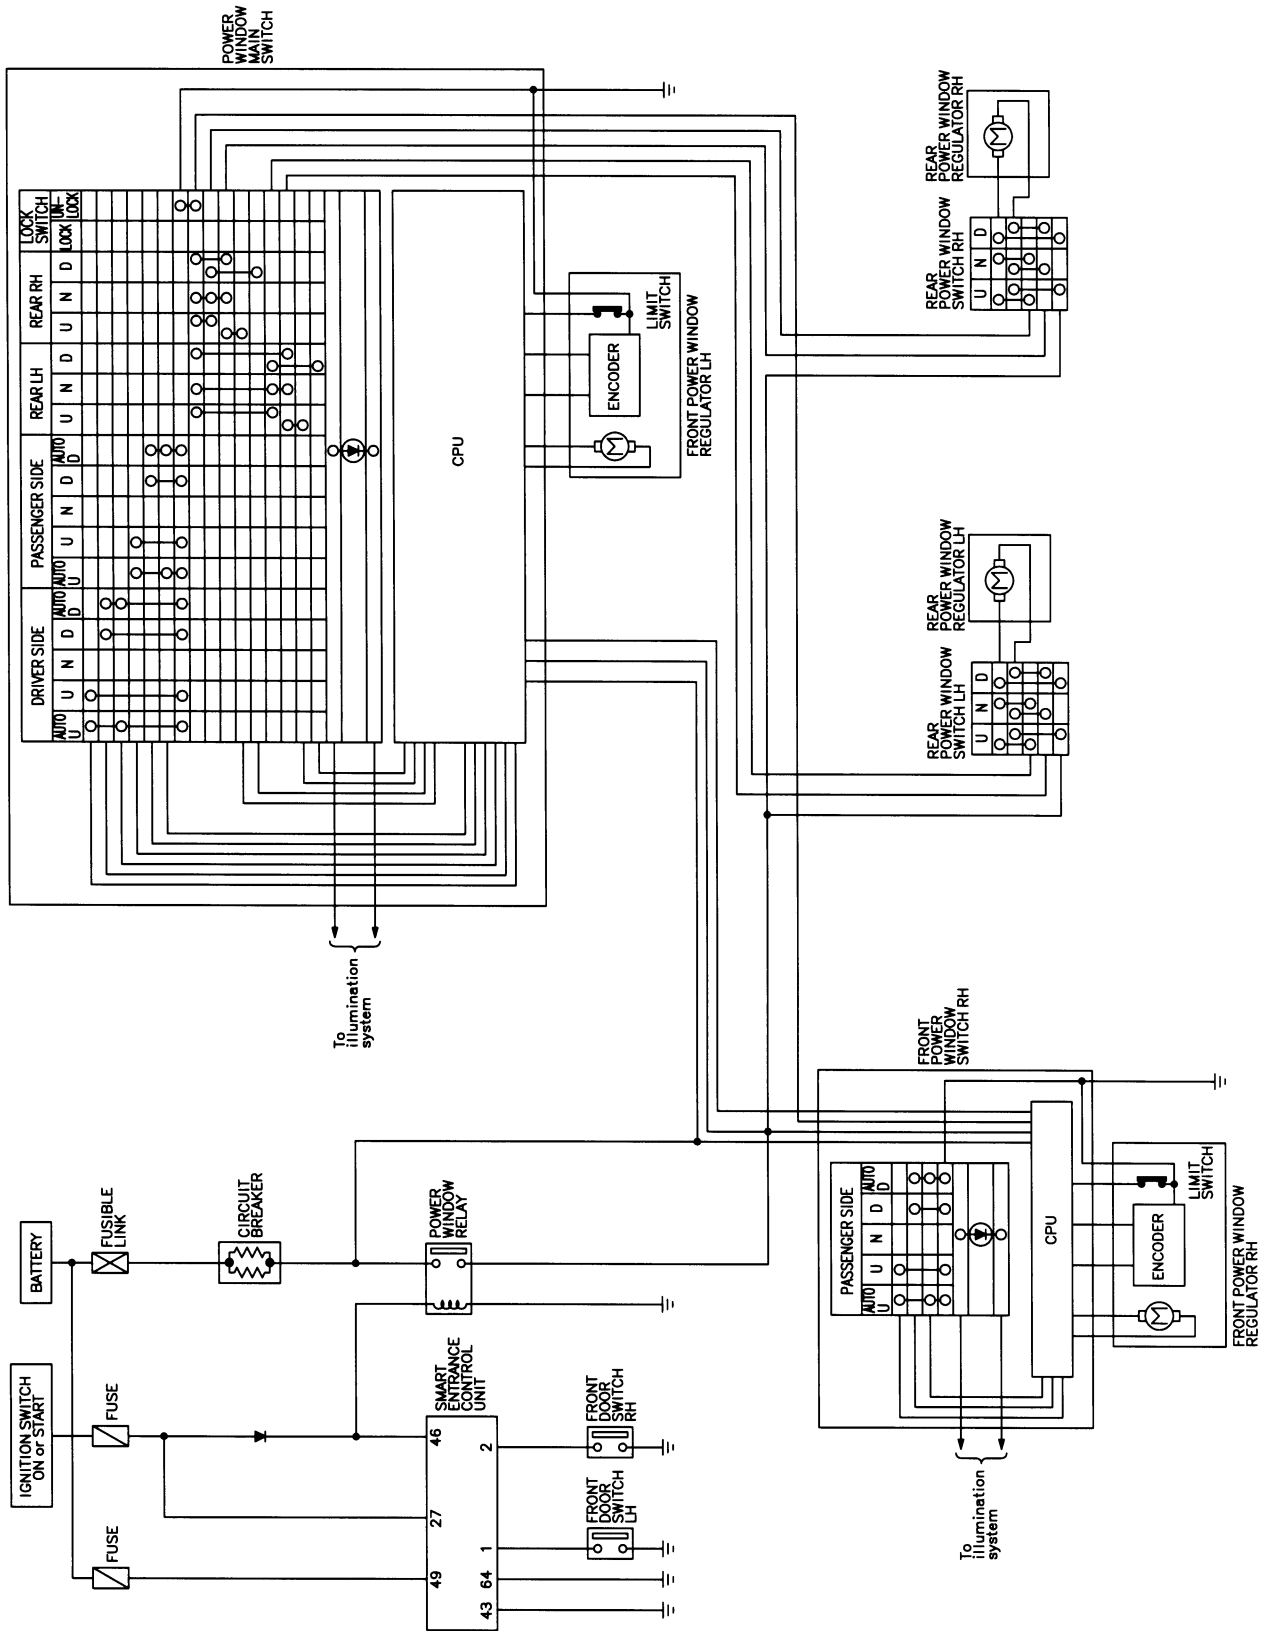 BATTERY
FUSIBLE
LINK
CIRCUIT
BREAKER
POWER
WINDOW
RELAY
IGNITION SWITCH
ON or START
FUSE
FUSE
SMART
ENTRANCE
CONTROL
UNIT
49
27
46
43
64
1
2
FRONT
DOOR
SWITCH
LH
FRONT
DOOR
SWITCH
RH
To
illumination
system
POWER
WINDOW
MAIN
SWITCH
DRIVER SIDE
PASSENGER SIDE
REAR LH
REAR RH
LOCK
SWITCH
AUTO
U
U
N
D
AUTO
D
AUTO
U
U
N
D
AUTO
D
U
N
D
U
N
D
LOCK
UN-
LOCK
CPU
M
ENCODER
LIMIT
SWITCH
FRONT POWER WINDOW
REGULATOR LH
To
illumination
system
FRONT
POWER
WINDOW
SWITCH RH
PASSENGER SIDE
AUTO
U
U
N
D
AUTO
D
CPU
M
ENCODER
LIMIT
SWITCH
FRONT POWER WINDOW
REGULATOR RH
REAR
POWER WINDOW
SWITCH LH
U
N
D
REAR
POWER WINDOW
REGULATOR LH
M
REAR
POWER WINDOW
SWITCH RH
U
N
D
REAR
POWER WINDOW
REGULATOR RH
M